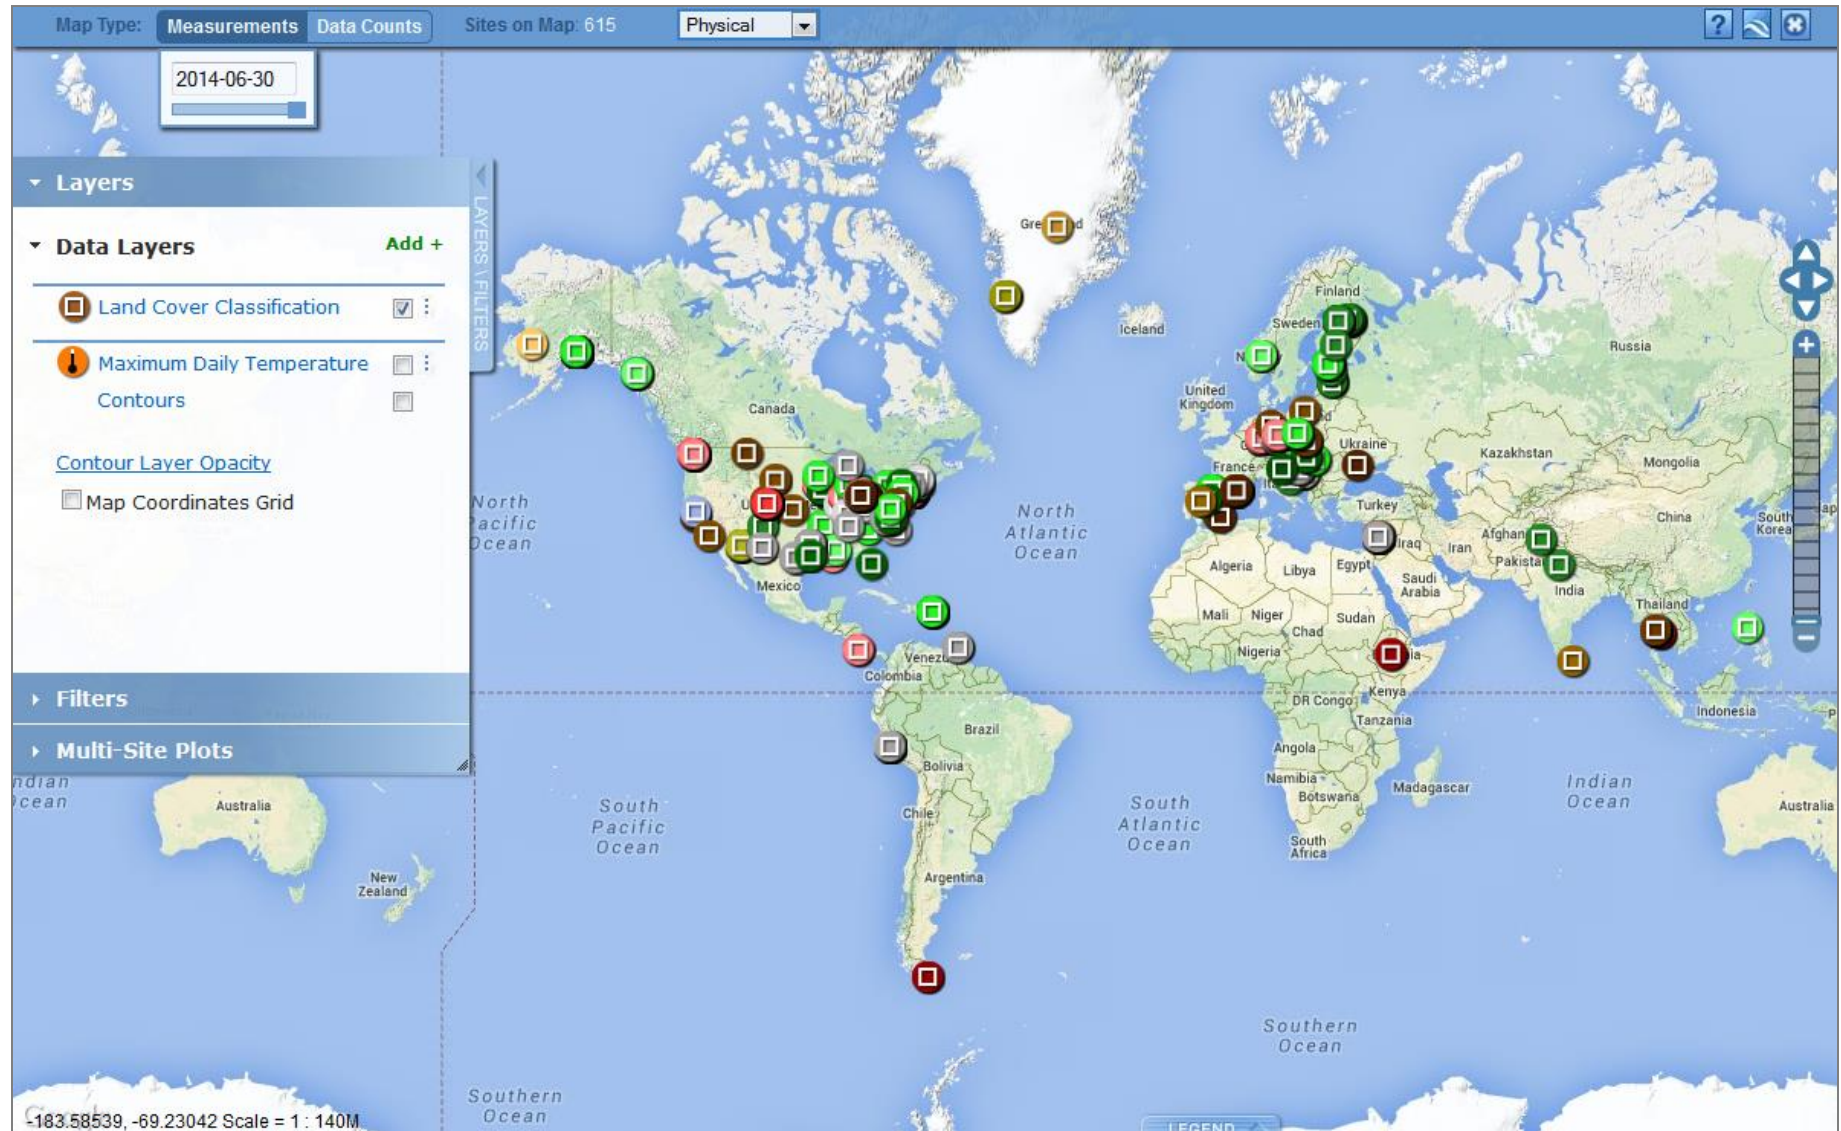 Map Type: Measurements Data Counts Sites on Map: 615 Physical ?
2014-06-30
Layers
Data Layers Add +
Land Cover Classification
Maximum Daily Temperature
Contours
Contour Layer Opacity
Map Coordinates Grid
Filters
Multi-Site Plots
LAYERS \ FILTERS
Iceland
Finland
Sweden
Russia
Canada
United
Kingdom
Ukraine
Kazakhstan
Mongolia
France
Turkey
China
South
Korea
North
Pacific
Ocean
North
Atlantic
Ocean
Iraq
Iran
Algeria
Libya
Egypt
Saudi
Arabia
India
Thailand
Mexico
Mali
Niger
Chad
Sudan
Nigeria
Colombia
Kenya
DR Congo
Tanzania
Indonesia
Brazil
Bolivia
Angola
Namibia
Botswana
Madagascar
Indian
Ocean
Australia
Australia
New
Zealand
South
Pacific
Ocean
Chile
South
Atlantic
Ocean
South
Africa
Argentina
Southern
Ocean
Southern
Ocean
-183.58539, -69.23042 Scale = 1 : 140M
LEGEND